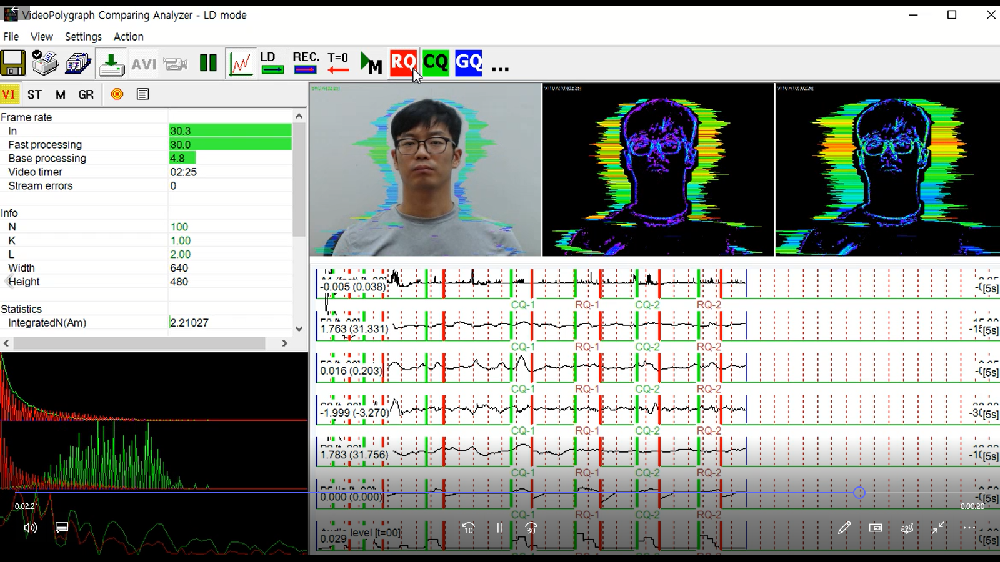 VideoPolygraph Comparing Analyzer - LD mode
File View Settings Action
AVI LD REC. T=0 M RQ CQ GQ ...
VI ST M GR
Frame rate
In 30.3
Fast processing 30.0
Base processing 4.8
Video timer 02:25
Stream errors 0
Info
N 100
K 1.00
L 2.00
Width 640
Height 480
Statistics
IntegratedN(Am) 2.21027
-0.005 (0.038)
[5s]
CQ-1 RQ-1 CQ-2 RQ-2
1.763 (31.331)
[5s]
CQ-1 RQ-1 CQ-2 RQ-2
0.016 (0.203)
[5s]
CQ-1 RQ-1 CQ-2 RQ-2
-1.999 (-3.270)
[5s]
CQ-1 RQ-1 CQ-2 RQ-2
1.783 (31.756)
[5s]
CQ-1 RQ-1 CQ-2 RQ-2
0.000 (0.000)
[5s]
0:02:21 0:00:20
CQ-1 RQ-1 CQ-2 RQ-2
10 30 360
level [t=00]
0.029
[5s]